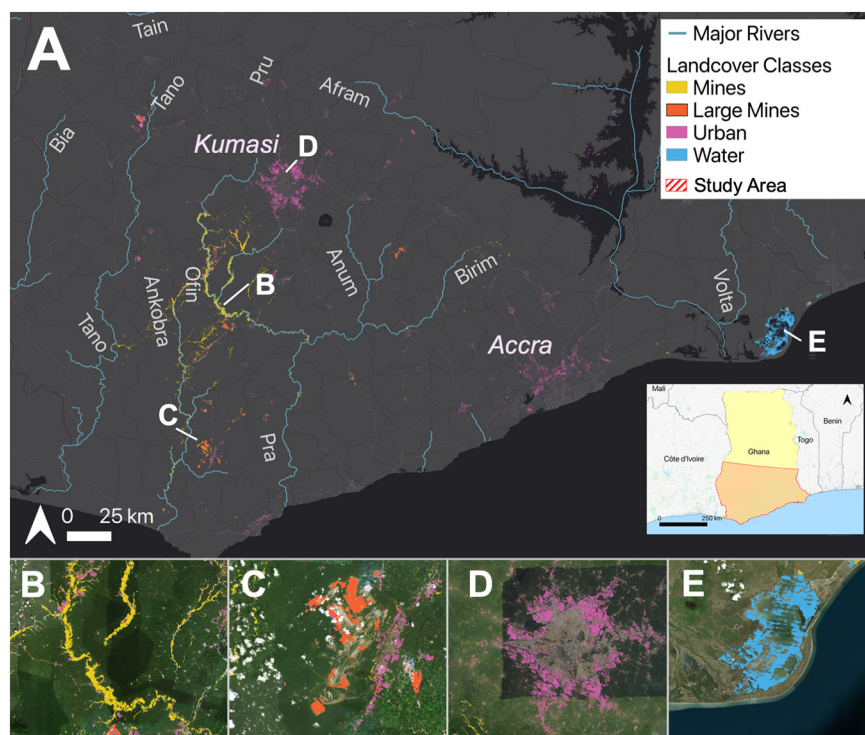 A
Tain
Pru
Tano
Afram
Bia
Kumasi
D
Ofin
B
Anum
Birim
Ankobra
Volta
Tano
Accra
E
C
Pra
0 25 km
Major Rivers
Landcover Classes
Mines
Large Mines
Urban
Water
Study Area
Mali
Benin
Togo
Ghana
Côte d'Ivoire
0 250 km
B
C
D
E